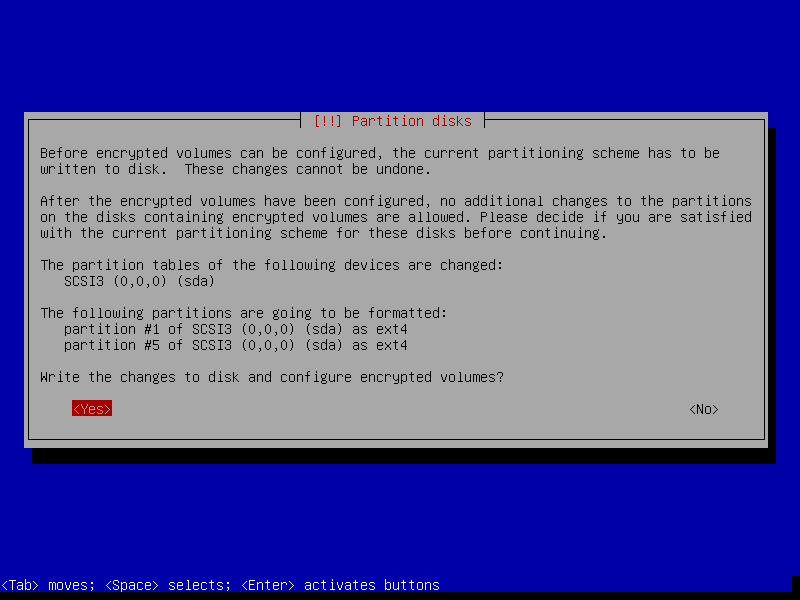 [!!] Partition disks
Before encrypted volumes can be configured, the current partitioning scheme has to be
written to disk.  These changes cannot be undone.
After the encrypted volumes have been configured, no additional changes to the partitions
on the disks containing encrypted volumes are allowed. Please decide if you are satisfied
with the current partitioning scheme for these disks before continuing.
The partition tables of the following devices are changed:
SCSI3 (0,0,0) (sda)
The following partitions are going to be formatted:
partition #1 of SCSI3 (0,0,0) (sda) as ext4
partition #5 of SCSI3 (0,0,0) (sda) as ext4
Write the changes to disk and configure encrypted volumes?
<Yes> <No>
<Tab> moves; <Space> selects; <Enter> activates buttons